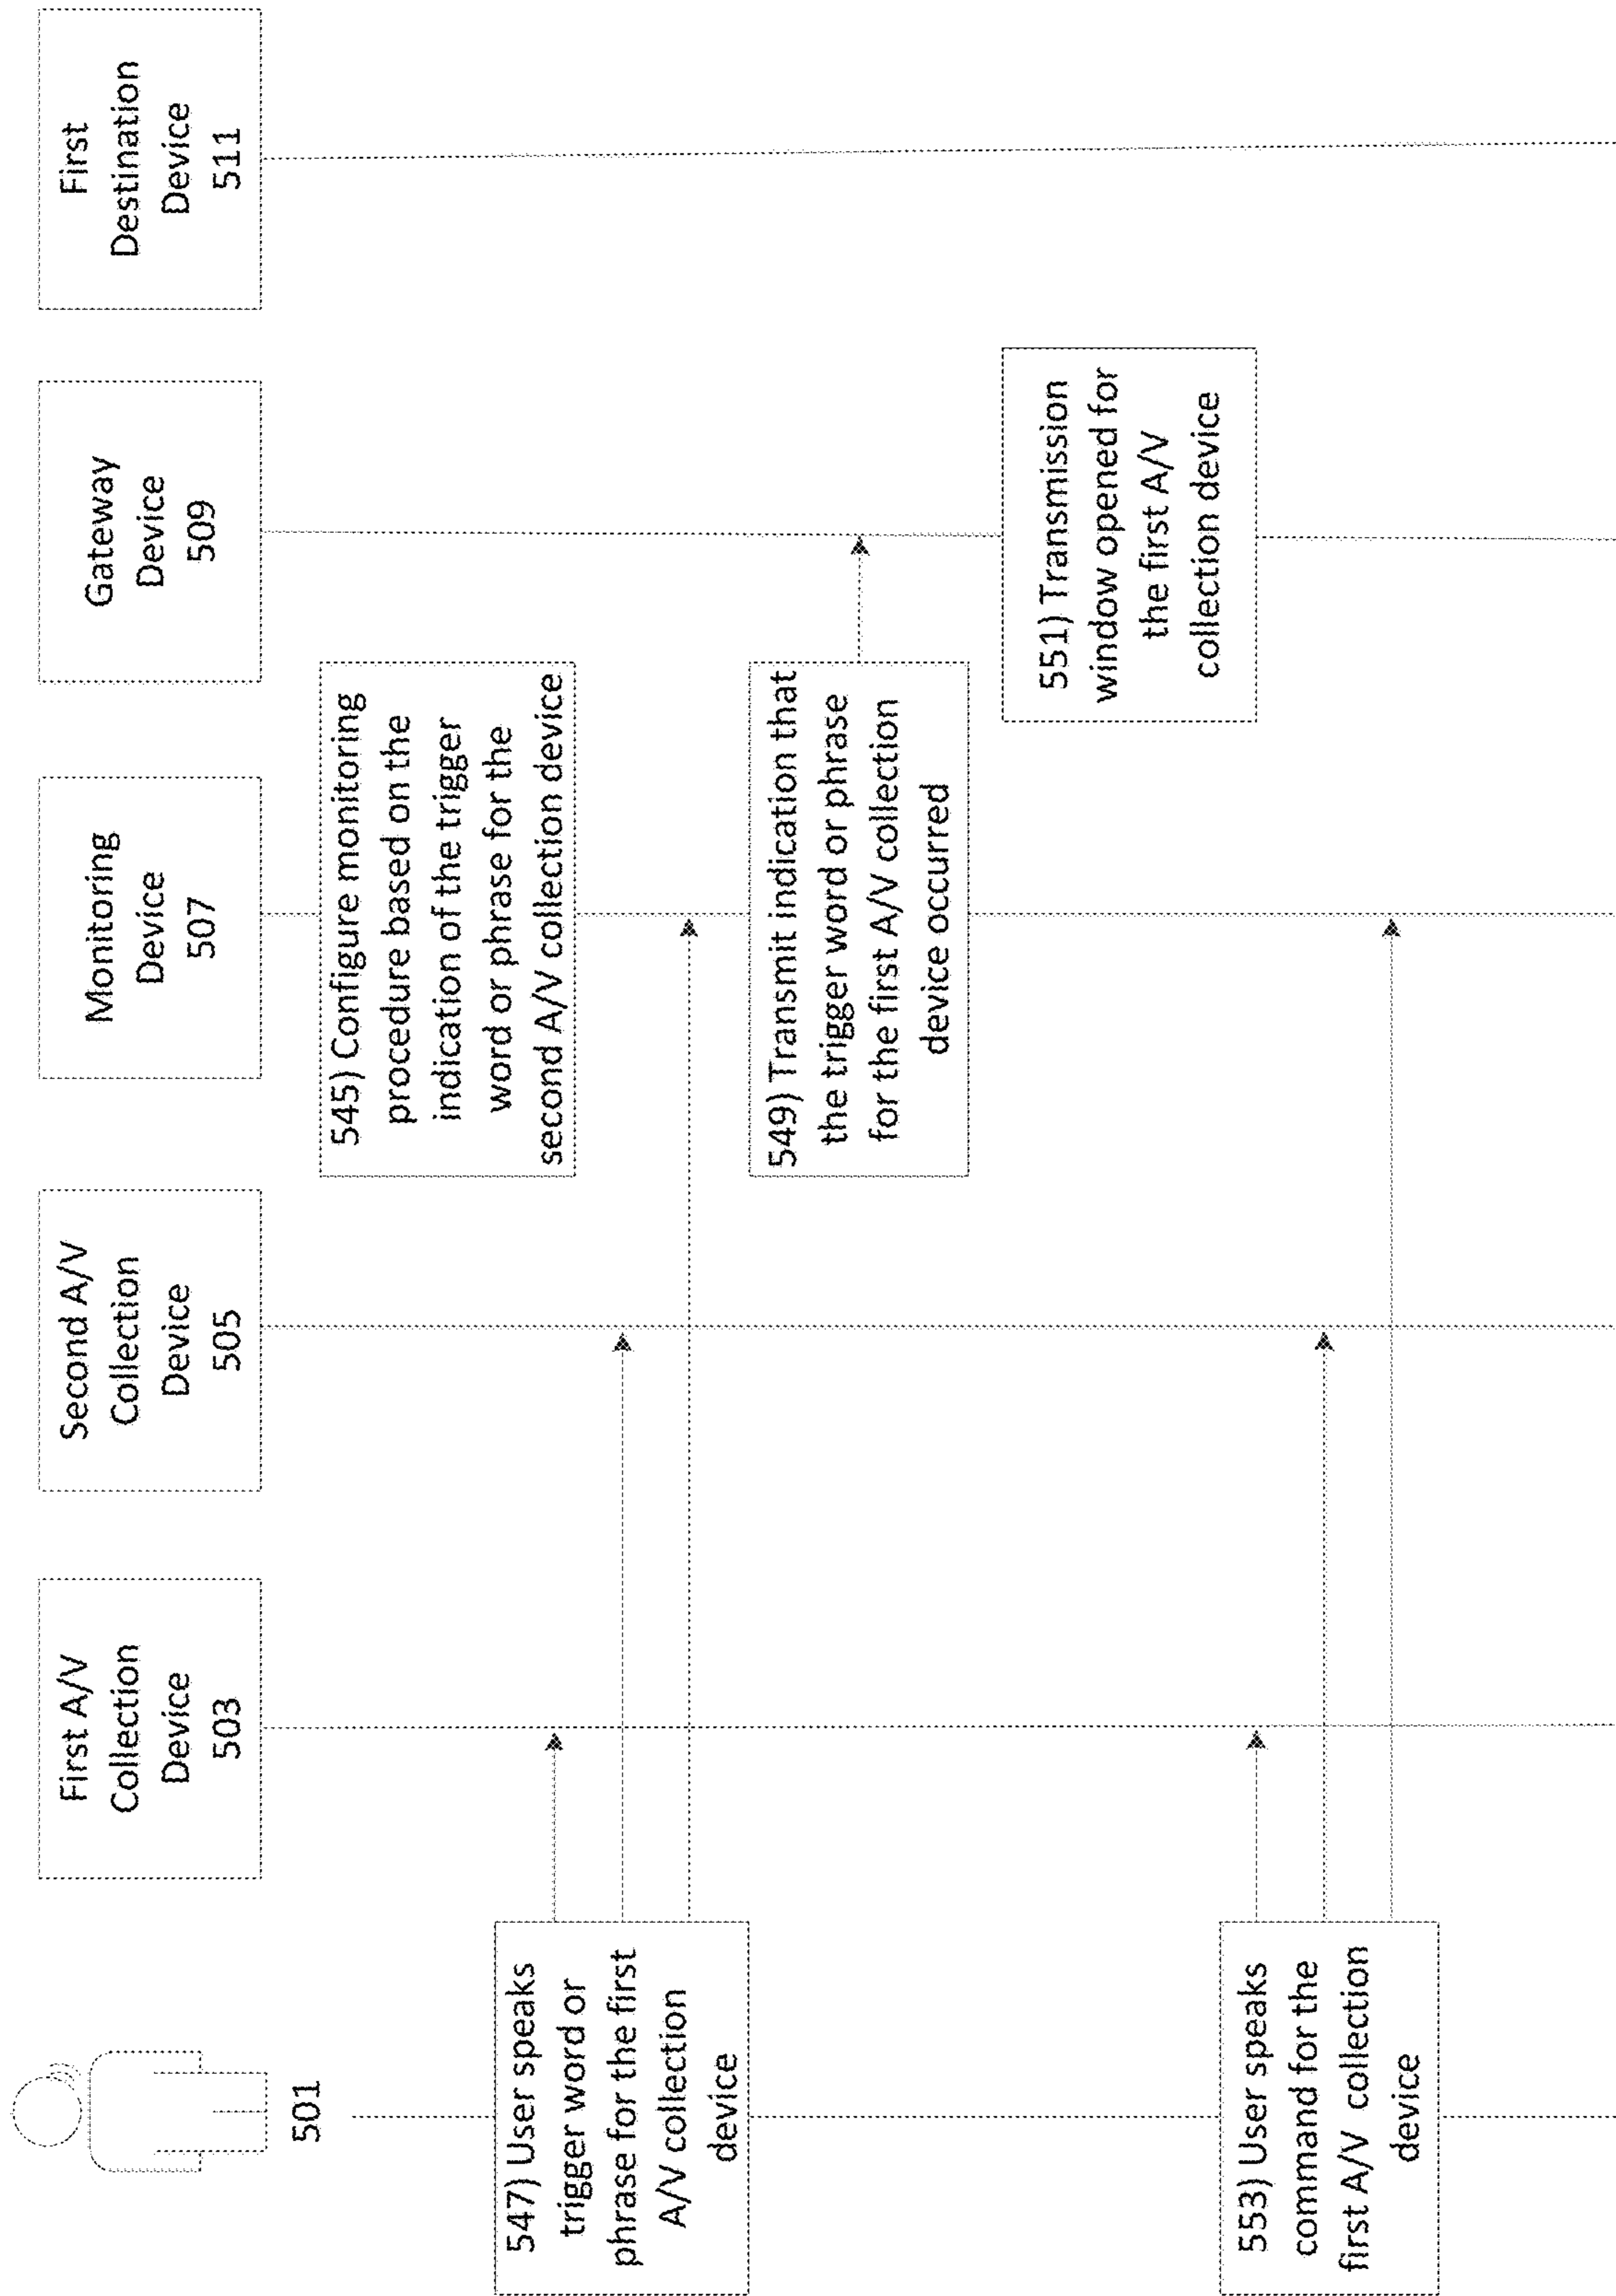 501
First A/V
Collection
Device
503
Second A/V
Collection
Device
505
Monitoring
Device
507
Gateway
Device
509
First
Destination
Device
511
545) Configure monitoring
procedure based on the
indication of the trigger
word or phrase for the
second A/V collection device
547) User speaks
trigger word or
phrase for the first
A/V collection
device
549) Transmit indication that
the trigger word or phrase
for the first A/V collection
device occurred
551) Transmission
window opened for
the first A/V
collection device
553) User speaks
command for the
first A/V collection
device